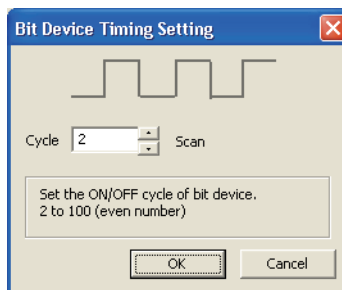 Bit Device Timing Setting
Cycle 2 Scan
Set the ON/OFF cycle of bit device.
2 to 100 (even number)
OK Cancel